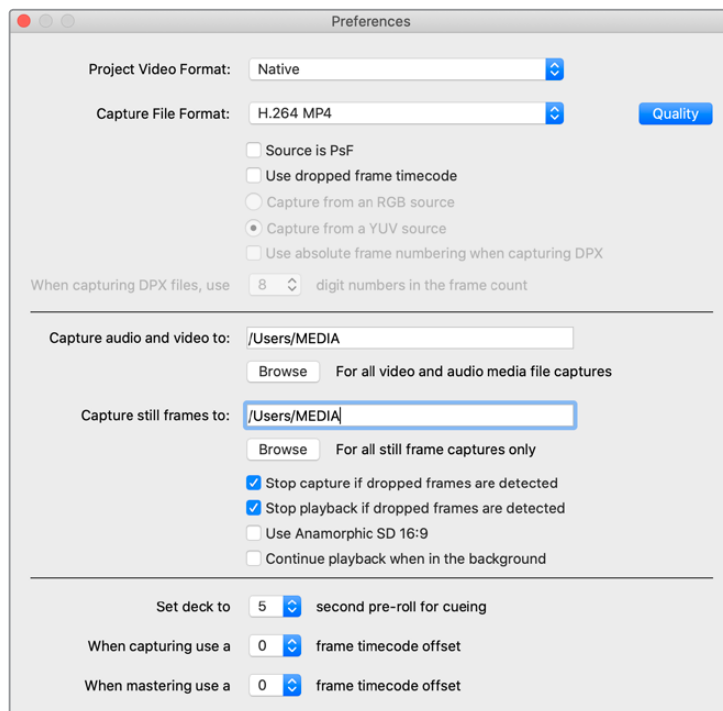 Preferences
Project Video Format: Native
Capture File Format: H.264 MP4 Quality
Source is PsF
Use dropped frame timecode
Capture from an RGB source
Capture from a YUV source
Use absolute frame numbering when capturing DPX
When capturing DPX files, use 8 digit numbers in the frame count
Capture audio and video to: /Users/MEDIA
Browse For all video and audio media file captures
Capture still frames to: /Users/MEDIA
Browse For all still frame captures only
Stop capture if dropped frames are detected
Stop playback if dropped frames are detected
Use Anamorphic SD 16:9
Continue playback when in the background
Set deck to 5 second pre-roll for cueing
When capturing use a 0 frame timecode offset
When mastering use a 0 frame timecode offset